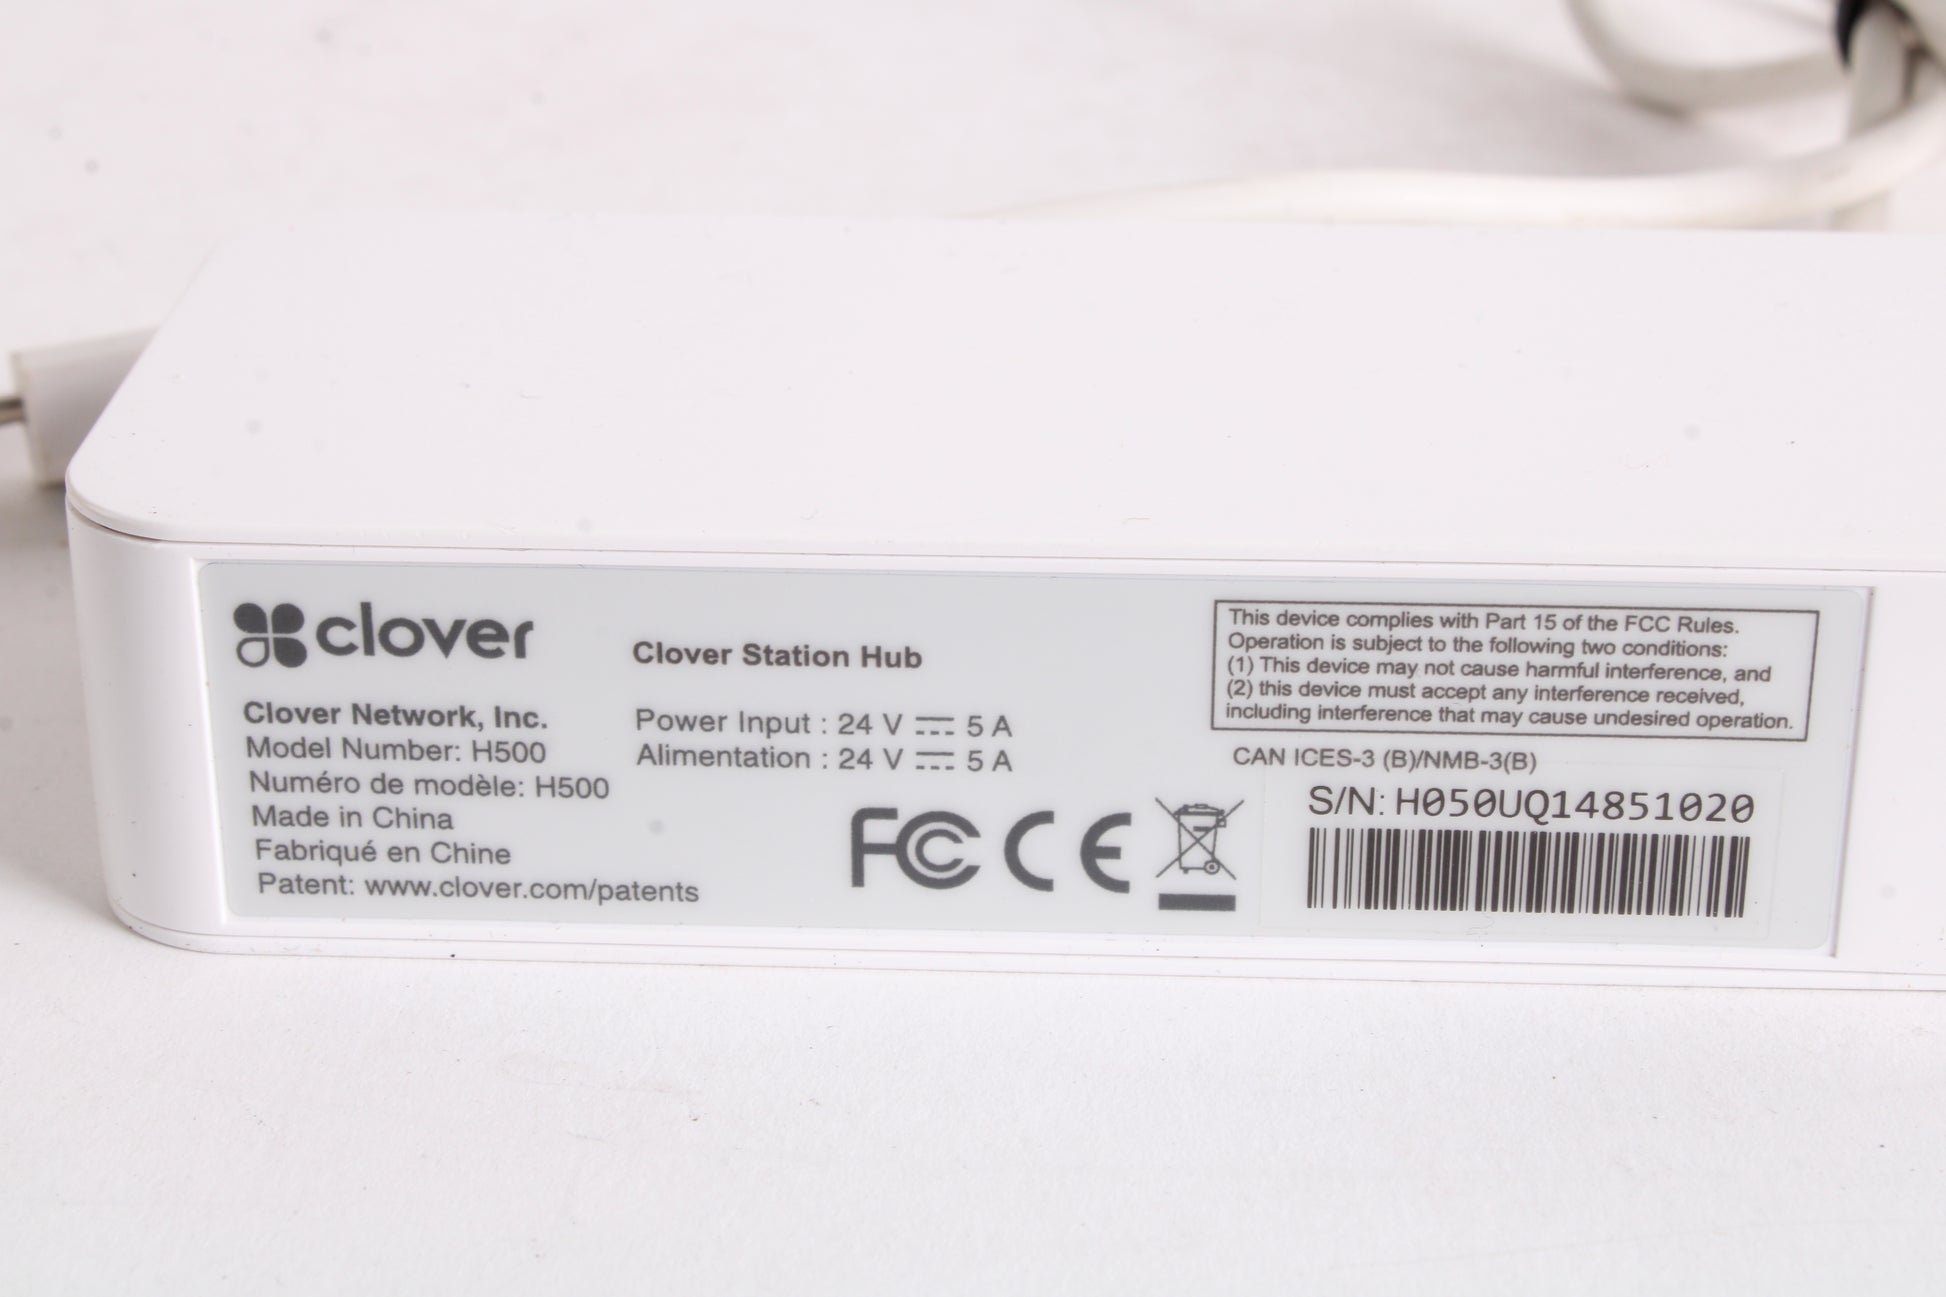 clover
Clover Network, Inc.
Model Number: H500
Numéro de modèle: H500
Made in China
Fabriqué en Chine
Patent: www.clover.com/patents
Clover Station Hub
Power Input : 24 V ⎓ 5 A
Alimentation : 24 V ⎓ 5 A
FC CE
This device complies with Part 15 of the FCC Rules.
Operation is subject to the following two conditions:
(1) This device may not cause harmful interference, and
(2) this device must accept any interference received,
including interference that may cause undesired operation.
CAN ICES-3 (B)/NMB-3(B)
S/N: H050UQ14851020